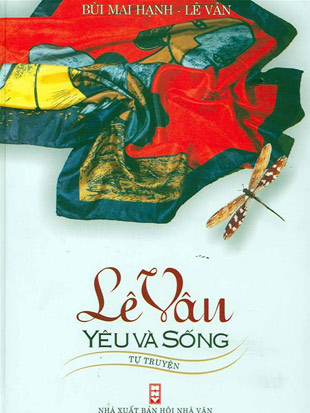 BÙI MAI HẠNH - LÊ VÂN
Lê Vân
YÊU VÀ SỐNG
TỰ TRUYỆN
NHÀ XUẤT BẢN HỘI NHÀ VĂN